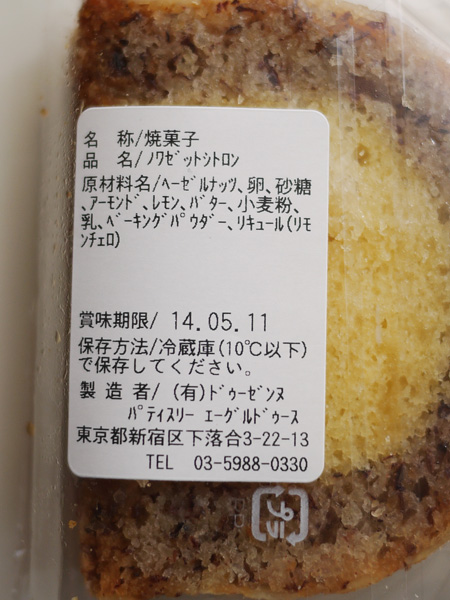 名 称/焼菓子
品 名/ﾉﾜｾﾞｯﾄｼﾄﾛﾝ
原材料名/ﾍｰｾﾞﾙﾅｯﾂ、卵、砂糖
、ｱｰﾓﾝﾄﾞ、ﾚﾓﾝ、ﾊﾞﾀｰ、小麦粉、
乳、ﾍﾞｰｷﾝｸﾞﾊﾟｳﾀﾞｰ、ﾘｷｭｰﾙ(ﾘﾓ
ﾝﾁｪﾛ)
賞味期限/ 14.05.11
保存方法/冷蔵庫(10℃以下)
で保存してください。
製 造 者/ (有)ﾄﾞｩｰｾﾞﾝﾇ
ﾊﾟﾃｨｽﾘｰ ｴｰｸﾞﾙﾄﾞｩｰｽ
東京都新宿区下落合3-22-13
TEL 03-5988-0330
プラ